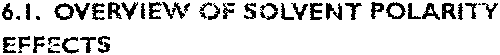 6.1. OVERVIEW OF SOLVENT POLARITY
EFFECTS